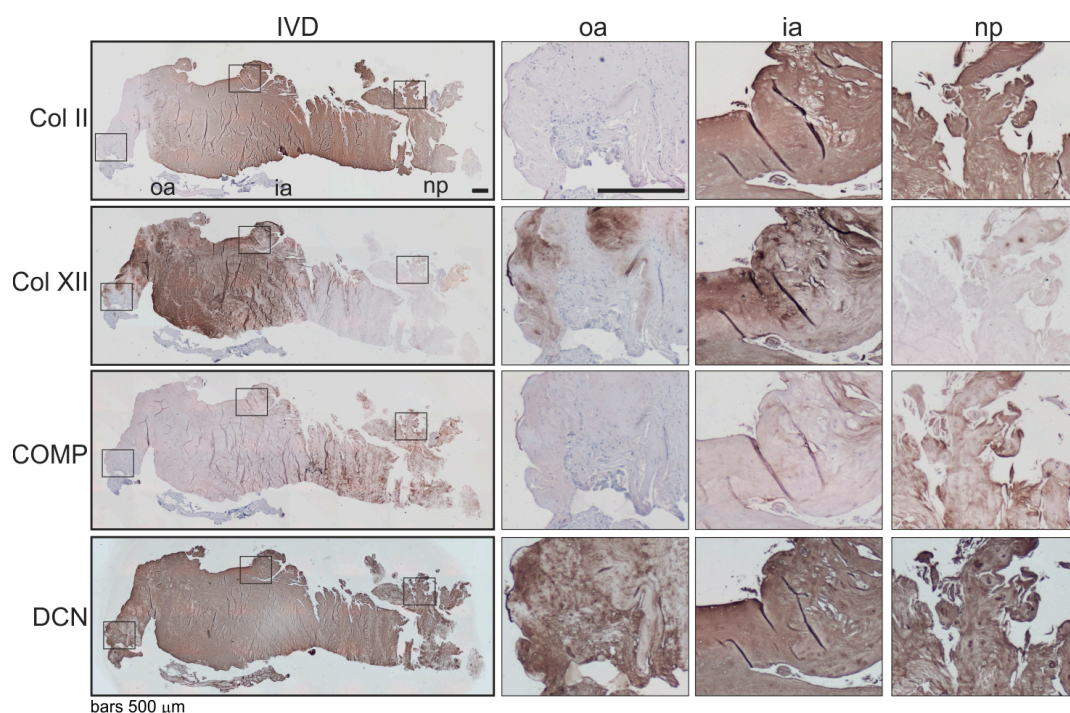 IVD oa ia np
Col II
oa ia np
Col XII
COMP
DCN
bars 500 µm